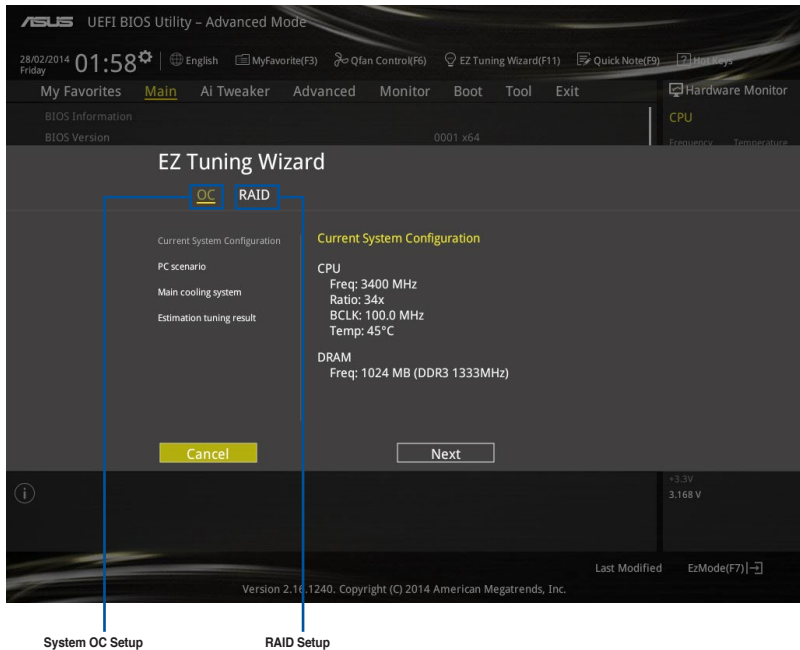 ASUS UEFI BIOS Utility – Advanced Mode
28/02/2014 Friday 01:58 English MyFavorite(F3) Qfan Control(F6) EZ Tuning Wizard(F11) Quick Note(F9) ? Hot Keys
My Favorites Main Ai Tweaker Advanced Monitor Boot Tool Exit Hardware Monitor
BIOS Information
CPU
BIOS Version 0001 x64
Frequency Temperature
EZ Tuning Wizard
OC RAID
Current System Configuration
PC scenario
Main cooling system
Estimation tuning result
Current System Configuration
CPU
Freq: 3400 MHz
Ratio: 34x
BCLK: 100.0 MHz
Temp: 45°C
DRAM
Freq: 1024 MB (DDR3 1333MHz)
Cancel Next
+3.3V
3.168 V
Last Modified EzMode(F7)
Version 2.16.1240. Copyright (C) 2014 American Megatrends, Inc.
System OC Setup RAID Setup